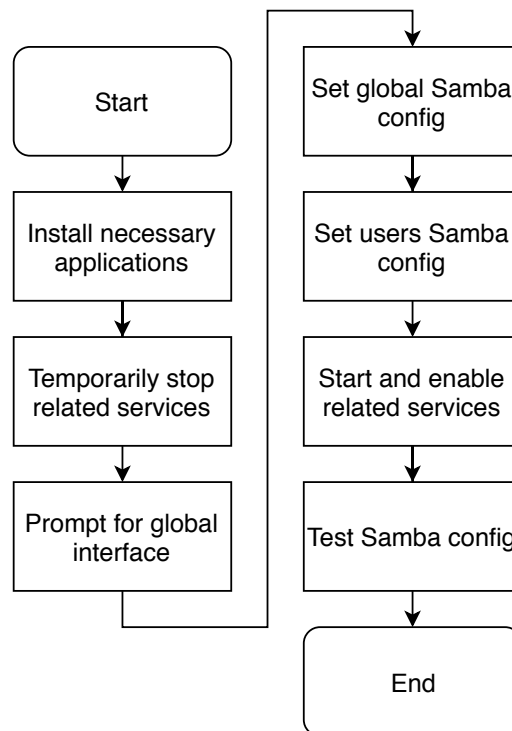 Start
Install necessary
applications
Temporarily stop
related services
Prompt for global
interface
Set global Samba
config
Set users Samba
config
Start and enable
related services
Test Samba config
End